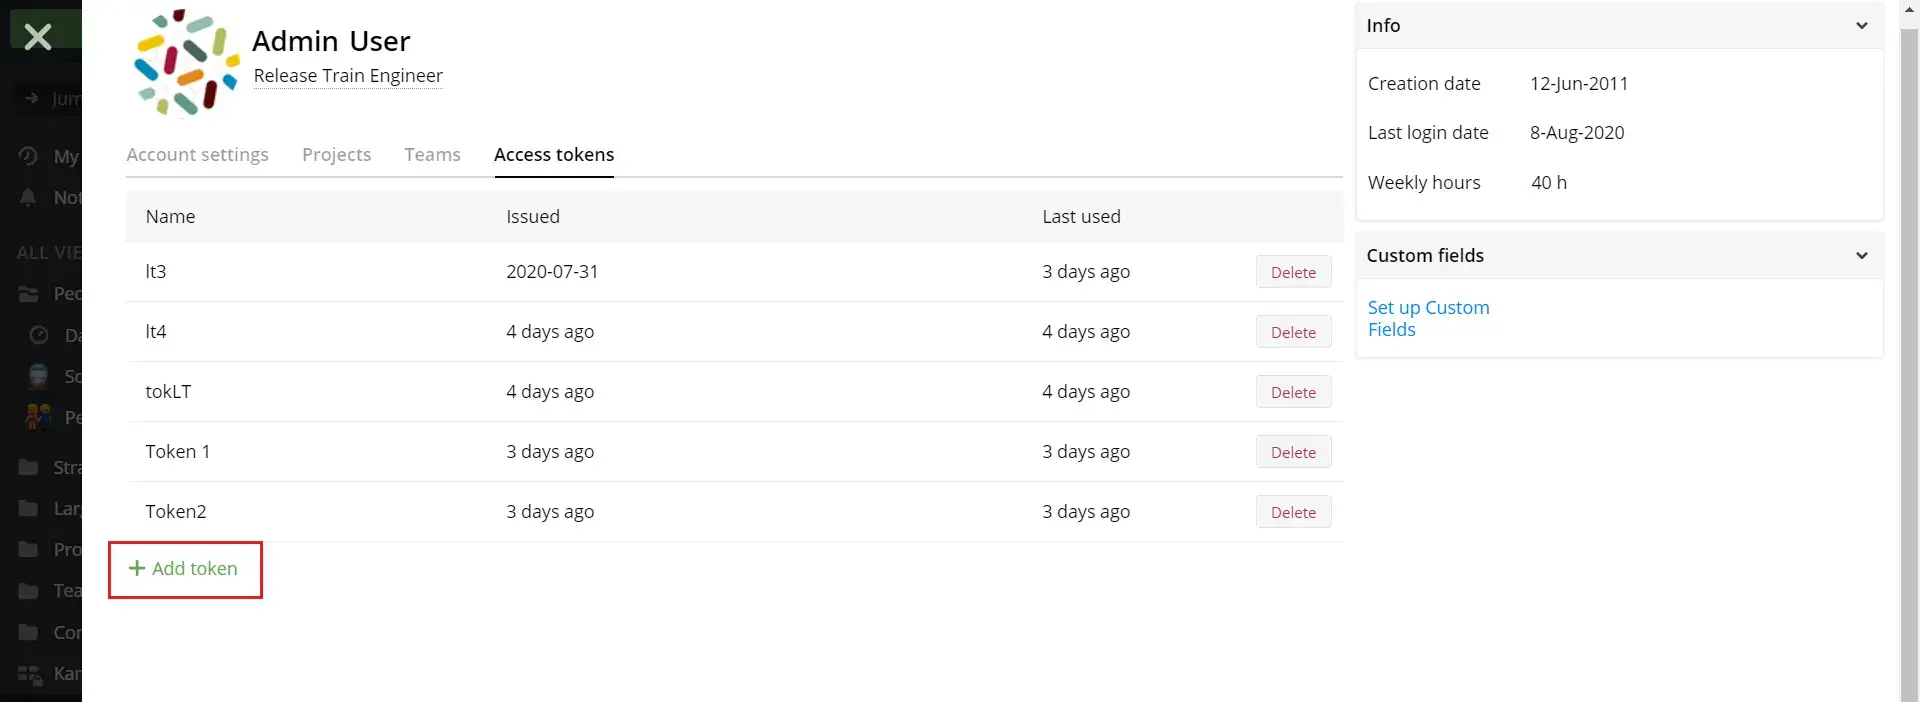 Admin User
Release Train Engineer
Account settings Projects Teams Access tokens
Name Issued Last used
lt3 2020-07-31 3 days ago Delete
lt4 4 days ago 4 days ago Delete
tokLT 4 days ago 4 days ago Delete
Token 1 3 days ago 3 days ago Delete
Token2 3 days ago 3 days ago Delete
+ Add token
Info
Creation date 12-Jun-2011
Last login date 8-Aug-2020
Weekly hours 40 h
Custom fields
Set up Custom
Fields
Jum
My
Not
ALL VIE
Peo
Da
Sc
Pe
Stra
Larg
Pro
Tea
Con
Kan